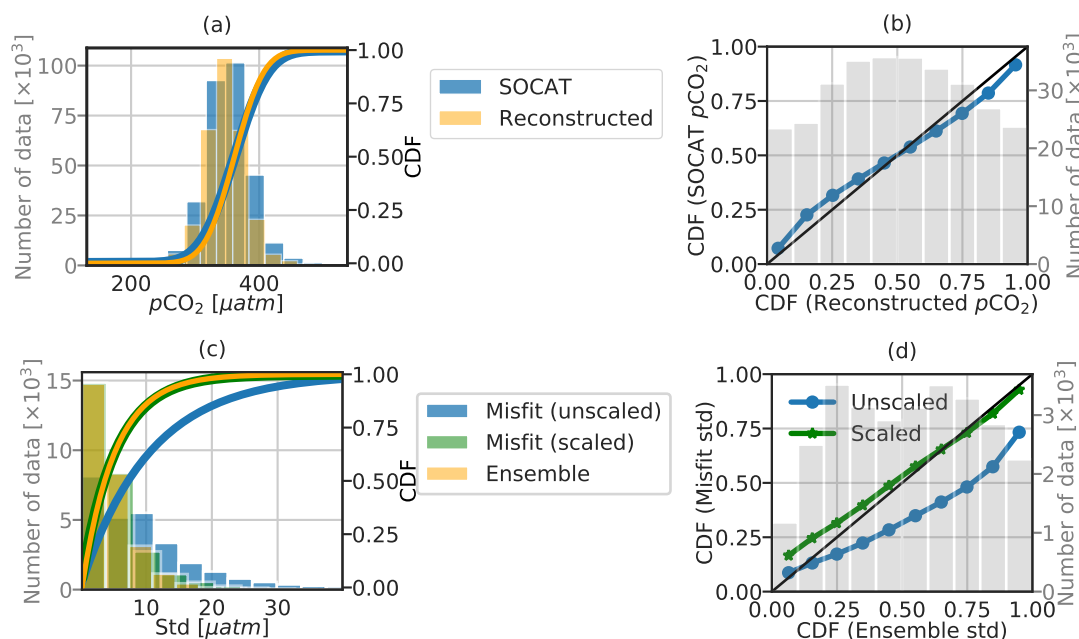 (a)
Number of data [×10³]
100
75
50
25
0
200
400
pCO₂ [μatm]
1.00
0.75
0.50
0.25
0.00
CDF
SOCAT
Reconstructed
(b)
CDF (SOCAT pCO₂)
1.00
0.75
0.50
0.25
0.00
0.00
0.25
0.50
0.75
1.00
CDF (Reconstructed pCO₂)
30
20
10
0
Number of data [×10³]
(c)
Number of data [×10³]
15
10
5
0
10
20
30
Std [μatm]
1.00
0.75
0.50
0.25
0.00
CDF
Misfit (unscaled)
Misfit (scaled)
Ensemble
(d)
CDF (Misfit std)
1.00
0.75
0.50
0.25
0.00
Unscaled
Scaled
0.00
0.25
0.50
0.75
1.00
CDF (Ensemble std)
3
2
1
0
Number of data [×10³]